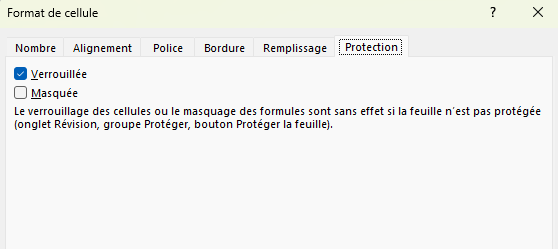 Format de cellule ?
Nombre Alignement Police Bordure Remplissage Protection
Verrouillée
Masquée
Le verrouillage des cellules ou le masquage des formules sont sans effet si la feuille n´est pas protégée
(onglet Révision, groupe Protéger, bouton Protéger la feuille).